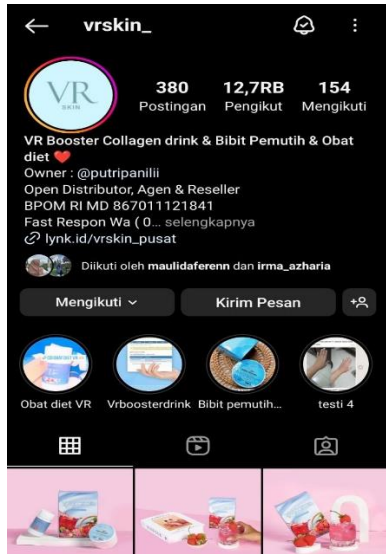 vrskin_
VR
SKIN
380 12,7RB 154
Postingan Pengikut Mengikuti
VR Booster Collagen drink & Bibit Pemutih & Obat
diet ❤️
Owner : @putripanilii
Open Distributor, Agen & Reseller
BPOM RI MD 867011121841
Fast Respon Wa ( 0... selengkapnya
lynk.id/vrskin_pusat
Diikuti oleh maulidaferenn dan irma_azharia
Mengikuti Kirim Pesan
Obat diet VR Vrboosterdrink Bibit pemutih... testi 4